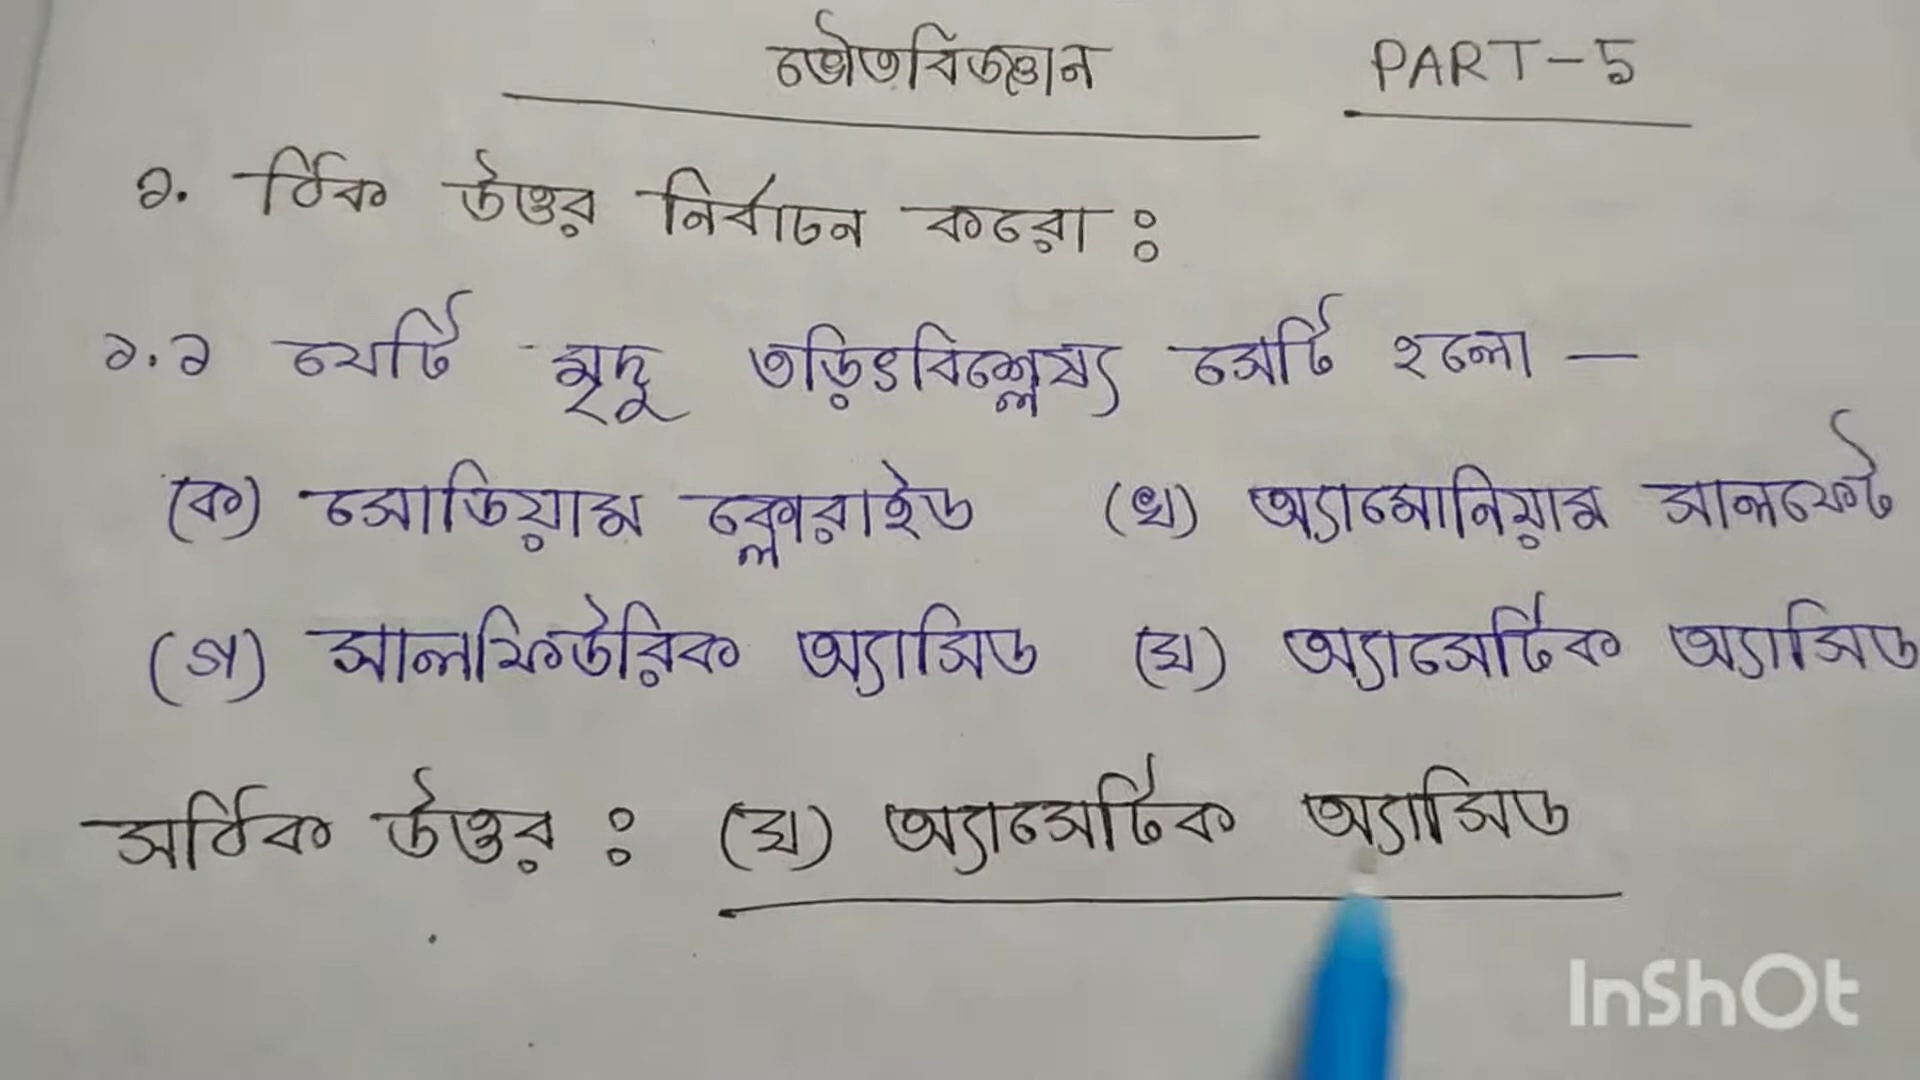 ভৌতবিজ্ঞান PART-5
১. ঠিক উত্তর নির্বাচন করো :
১.১ যেটি মৃদু তড়িৎবিশ্লেষ্য সেটি হলো —
(ক) সোডিয়াম ক্লোরাইড (খ) অ্যামোনিয়াম সালফেট
(গ) সালফিউরিক অ্যাসিড (ঘ) অ্যাসেটিক অ্যাসিড
সঠিক উত্তর : (ঘ) অ্যাসেটিক অ্যাসিড
InShOt